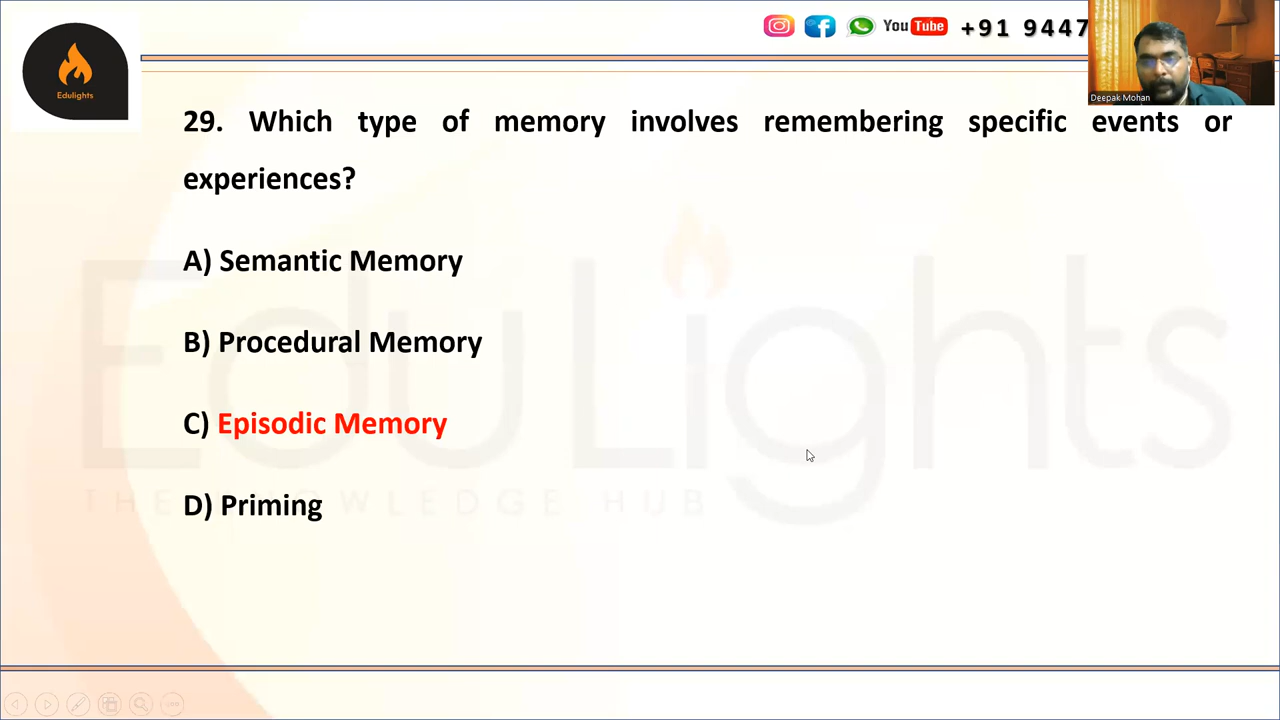 Edulights
You Tube +91 9447
Deepak Mohan
29. Which type of memory involves remembering specific events or
experiences?
A) Semantic Memory
B) Procedural Memory
C) Episodic Memory
D) Priming
EduLights
THE KNOWLEDGE HUB